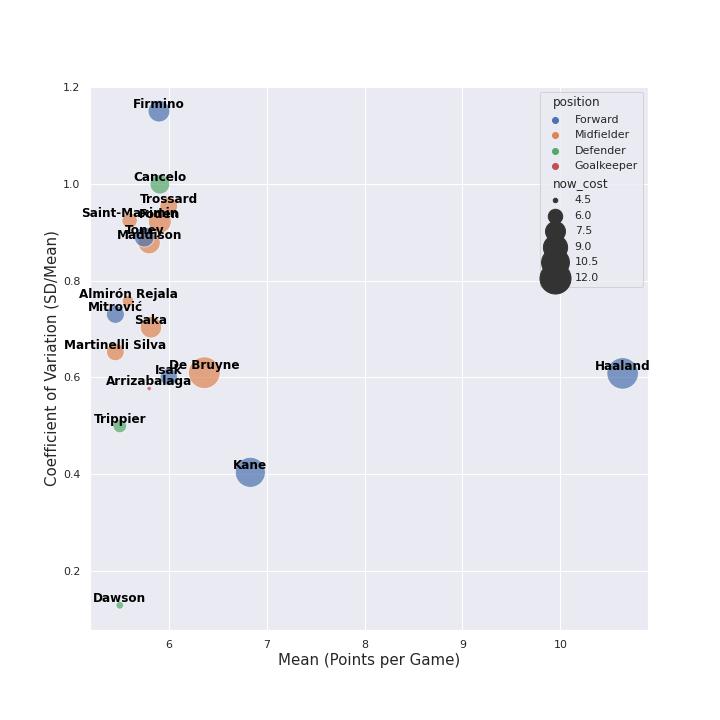 1.2
1.0
0.8
0.6
0.4
0.2
Coefficient of Variation (SD/Mean)
Firmino
Cancelo
Trossard
Saint-Maximin
Foden
Toney
Maddison
Almirón Rejala
Mitrović
Saka
Martinelli Silva
De Bruyne
Isak
Arrizabalaga
Haaland
Trippier
Kane
Dawson
position
Forward
Midfielder
Defender
Goalkeeper
now_cost
4.5
6.0
7.5
9.0
10.5
12.0
6 7 8 9 10
Mean (Points per Game)